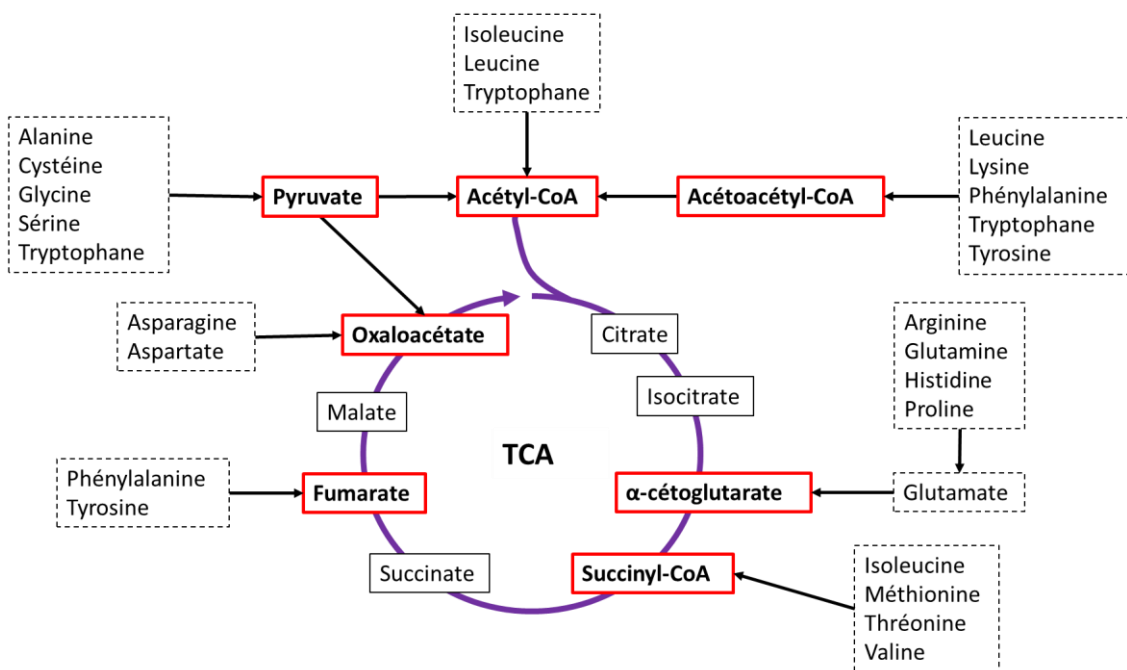 Isoleucine
Leucine
Tryptophane
Alanine
Cystéine
Glycine
Sérine
Tryptophane
Pyruvate
Acétyl-CoA
Acétoacétyl-CoA
Leucine
Lysine
Phénylalanine
Tryptophane
Tyrosine
Asparagine
Aspartate
Oxaloacétate
Citrate
Arginine
Glutamine
Histidine
Proline
Malate
Isocitrate
TCA
Phénylalanine
Tyrosine
Fumarate
α-cétoglutarate
Glutamate
Succinate
Succinyl-CoA
Isoleucine
Méthionine
Thréonine
Valine